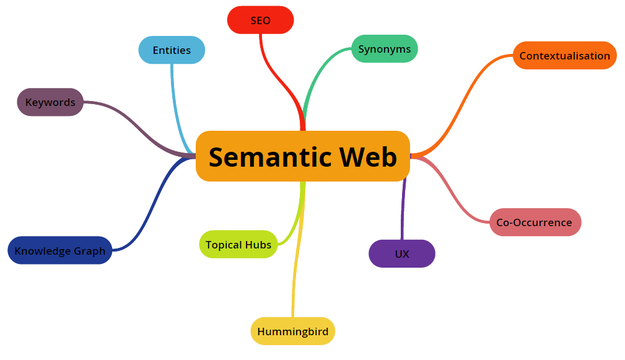 SEO
Synonyms
Entities
Contextualisation
Keywords
Semantic Web
Co-Occurrence
Topical Hubs
Knowledge Graph
UX
Hummingbird